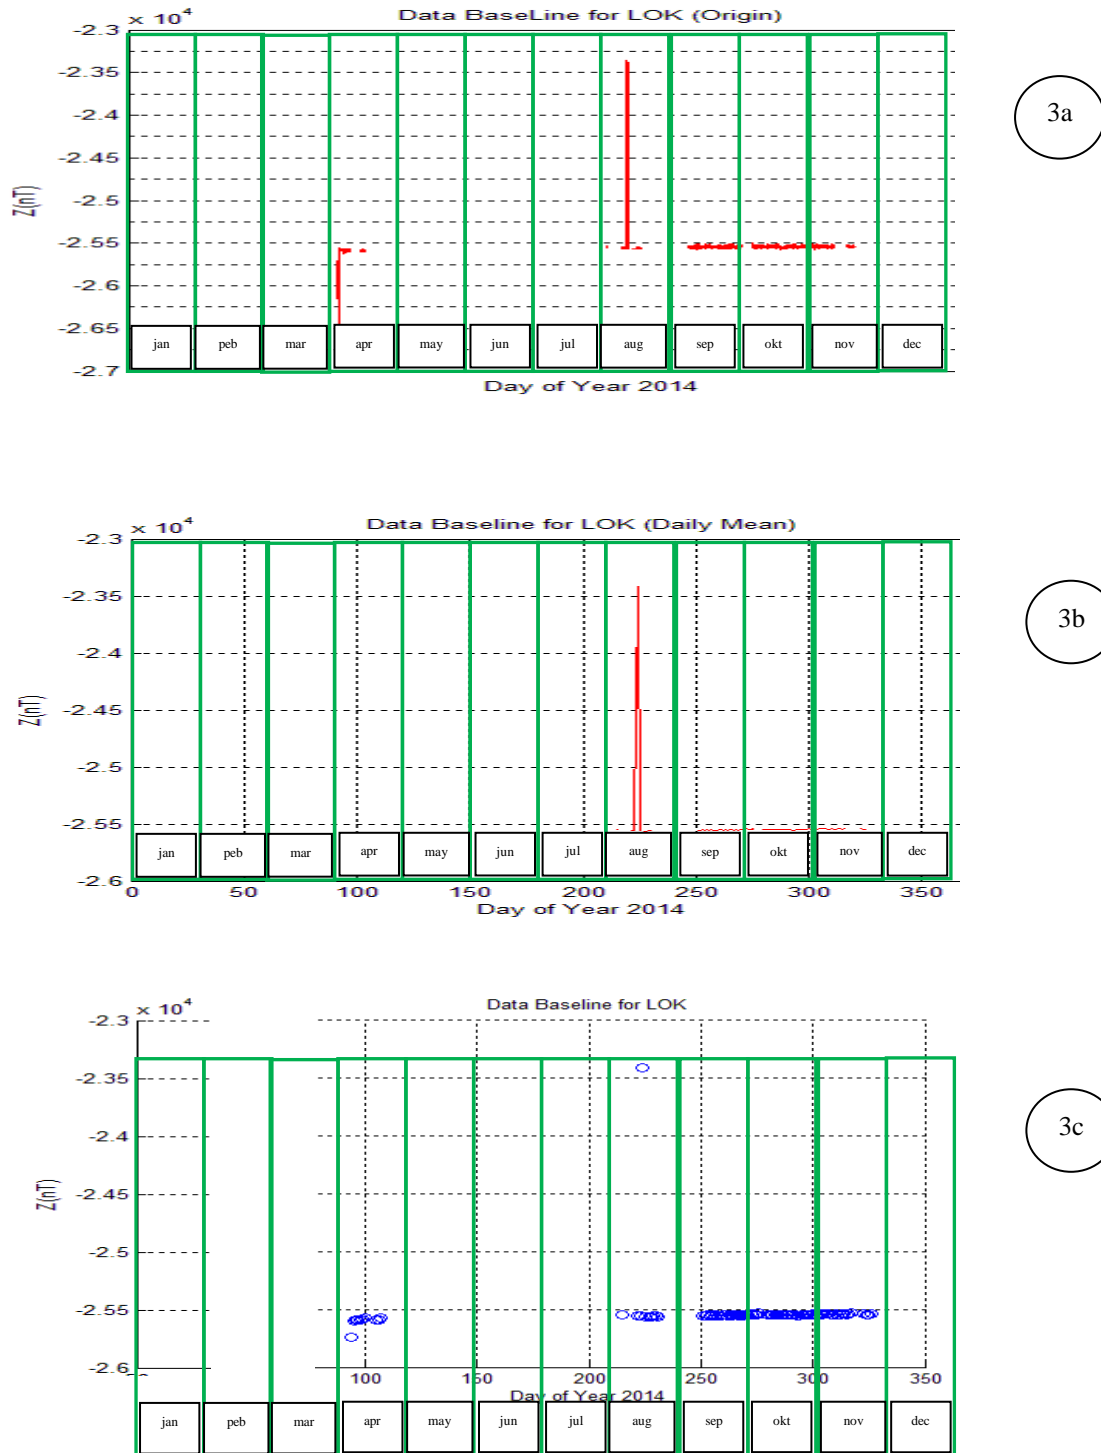 Data BaseLine for LOK (Origin)
x 10^4
-2.3
-2.35
-2.4
-2.45
-2.5
-2.55
-2.6
-2.65
-2.7
Z(nT)
jan peb mar apr may jun jul aug sep okt nov dec
Day of Year 2014
3a
Data Baseline for LOK (Daily Mean)
x 10^4
-2.3
-2.35
-2.4
-2.45
-2.5
-2.55
-2.6
Z(nT)
jan peb mar apr may jun jul aug sep okt nov dec
0 50 100 150 200 250 300 350
Day of Year 2014
3b
Data Baseline for LOK
x 10^4
-2.3
-2.35
-2.4
-2.45
-2.5
-2.55
-2.6
Z(nT)
100 150 200 250 300 350
Day of Year 2014
jan peb mar apr may jun jul aug sep okt nov dec
3c